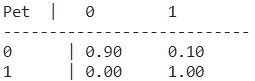 Pet | 0 1
---------------------------
0 | 0.90 0.10
1 | 0.00 1.00